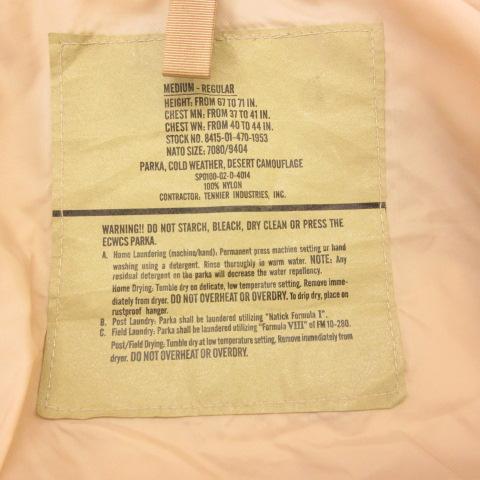 MEDIUM - REGULAR
HEIGHT: FROM 67 TO 71 IN.
CHEST MN: FROM 37 TO 41 IN.
CHEST WN: FROM 40 TO 44 IN.
STOCK NO. 8415-01-470-1953
NATO SIZE: 7080/9404
PARKA, COLD WEATHER, DESERT CAMOUFLAGE
SPO100-02-D-4014
100% NYLON
CONTRACTOR: TENNIER INDUSTRIES, INC.
WARNING!! DO NOT STARCH, BLEACH, DRY CLEAN OR PRESS THE
ECWCS PARKA.
A. Home Laundering (machine/hand): Permanent press machine setting or hand
washing using a detergent. Rinse thoroughly in warm water. NOTE: Any
residual detergent on the parka will decrease the water repellency.
Home Drying: Tumble dry on delicate, low temperature setting. Remove imme-
diately from dryer. DO NOT OVERHEAT OR OVERDRY. To drip dry, place on
rustproof hanger.
B. Post Laundry: Parka shall be laundered utilizing "Natick Formula I".
C. Field Laundry: Parka shall be laundered utilizing "Formula VIII" of FM 10-280.
Post/Field Drying: Tumble dry at low temperature setting. Remove immediately from
dryer. DO NOT OVERHEAT OR OVERDRY.